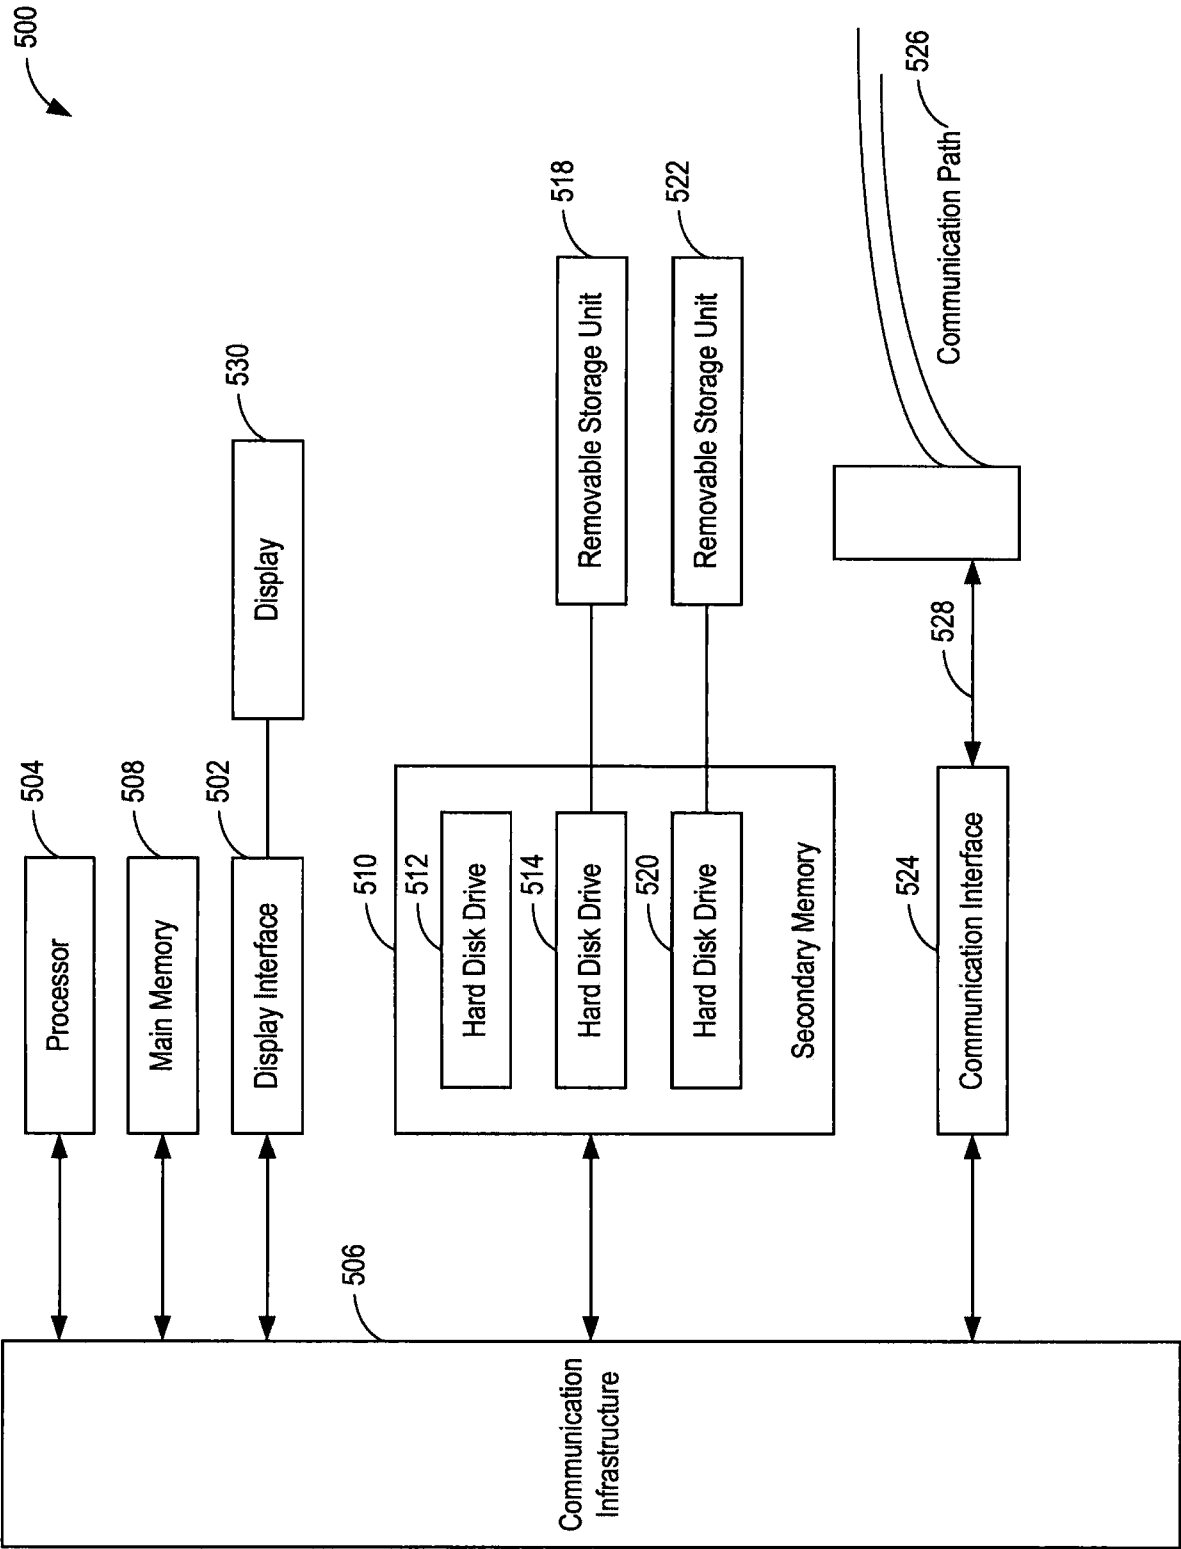 500
Processor
504
Main Memory
508
Display Interface
502
Display
530
506
Communication
Infrastructure
510
Hard Disk Drive
512
Hard Disk Drive
514
Hard Disk Drive
520
Secondary Memory
Removable Storage Unit
518
Removable Storage Unit
522
Communication Interface
524
528
Communication Path
526